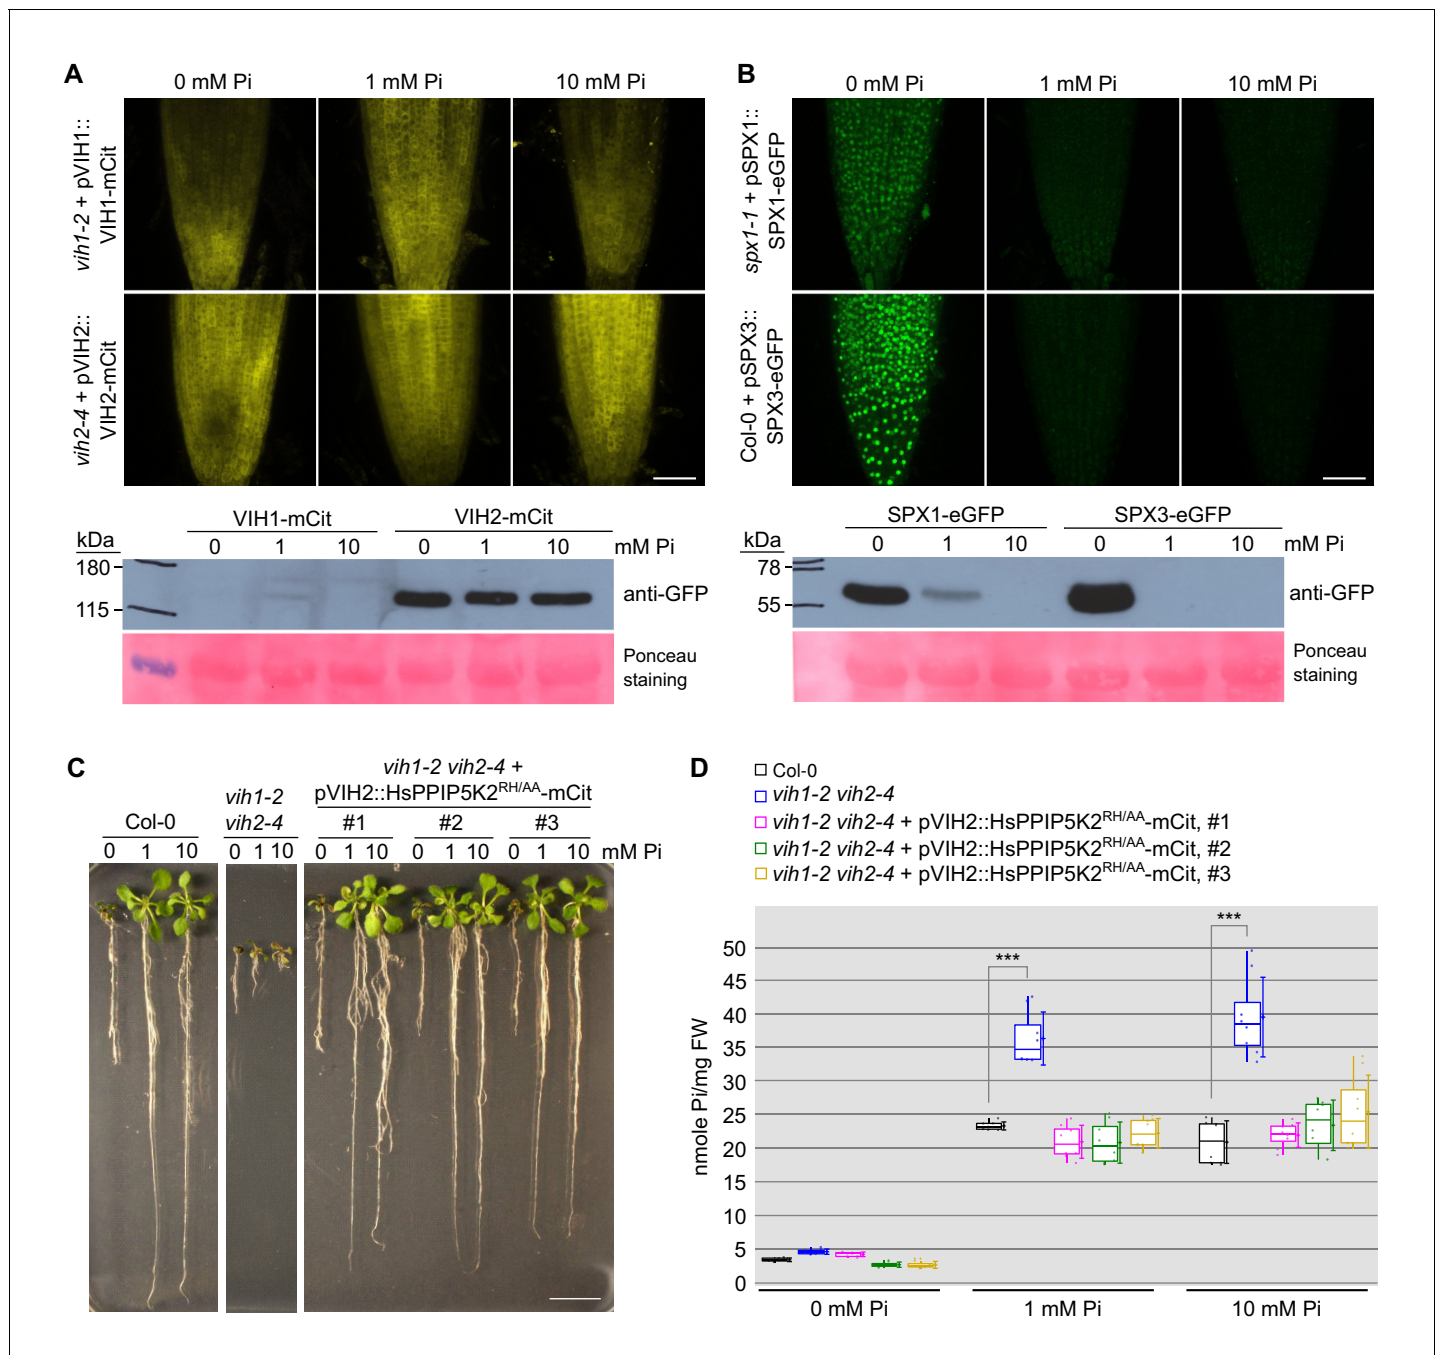 A
0 mM Pi 1 mM Pi 10 mM Pi
vih1-2 + pVIH1::
VIH1-mCit
vih2-4 + pVIH2::
VIH2-mCit
VIH1-mCit VIH2-mCit
kDa 0 1 10 0 1 10 mM Pi
180
115
anti-GFP
Ponceau
staining
B
0 mM Pi 1 mM Pi 10 mM Pi
spx1-1 + pSPX1::
SPX1-eGFP
Col-0 + pSPX3::
SPX3-eGFP
SPX1-eGFP SPX3-eGFP
kDa 0 1 10 0 1 10 mM Pi
78
55
anti-GFP
Ponceau
staining
C
vih1-2 vih2-4 +
pVIH2::HsPPIP5K2RH/AA-mCit
vih1-2
vih2-4
Col-0 #1 #2 #3
0 1 10 0 1 10 0 1 10 0 1 10 0 1 10 mM Pi
D
Col-0
vih1-2 vih2-4
vih1-2 vih2-4 + pVIH2::HsPPIP5K2RH/AA-mCit, #1
vih1-2 vih2-4 + pVIH2::HsPPIP5K2RH/AA-mCit, #2
vih1-2 vih2-4 + pVIH2::HsPPIP5K2RH/AA-mCit, #3
nmole Pi/mg FW
50
45
40
35
30
25
20
15
10
5
0
***
***
0 mM Pi 1 mM Pi 10 mM Pi